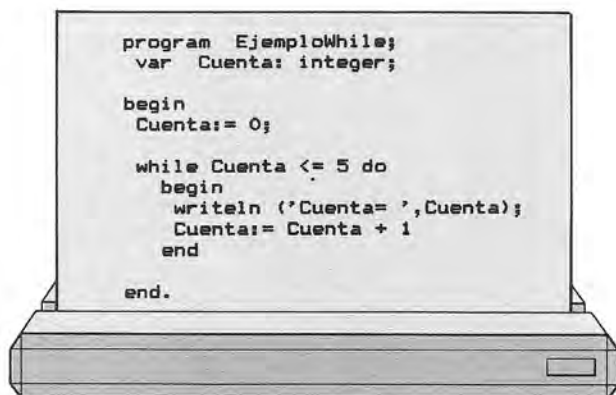 program EjemploWhile;
var Cuenta: integer;
begin
Cuenta:= 0;
while Cuenta <= 5 do
begin
writeln ('Cuenta= ',Cuenta);
Cuenta:= Cuenta + 1
end
end.